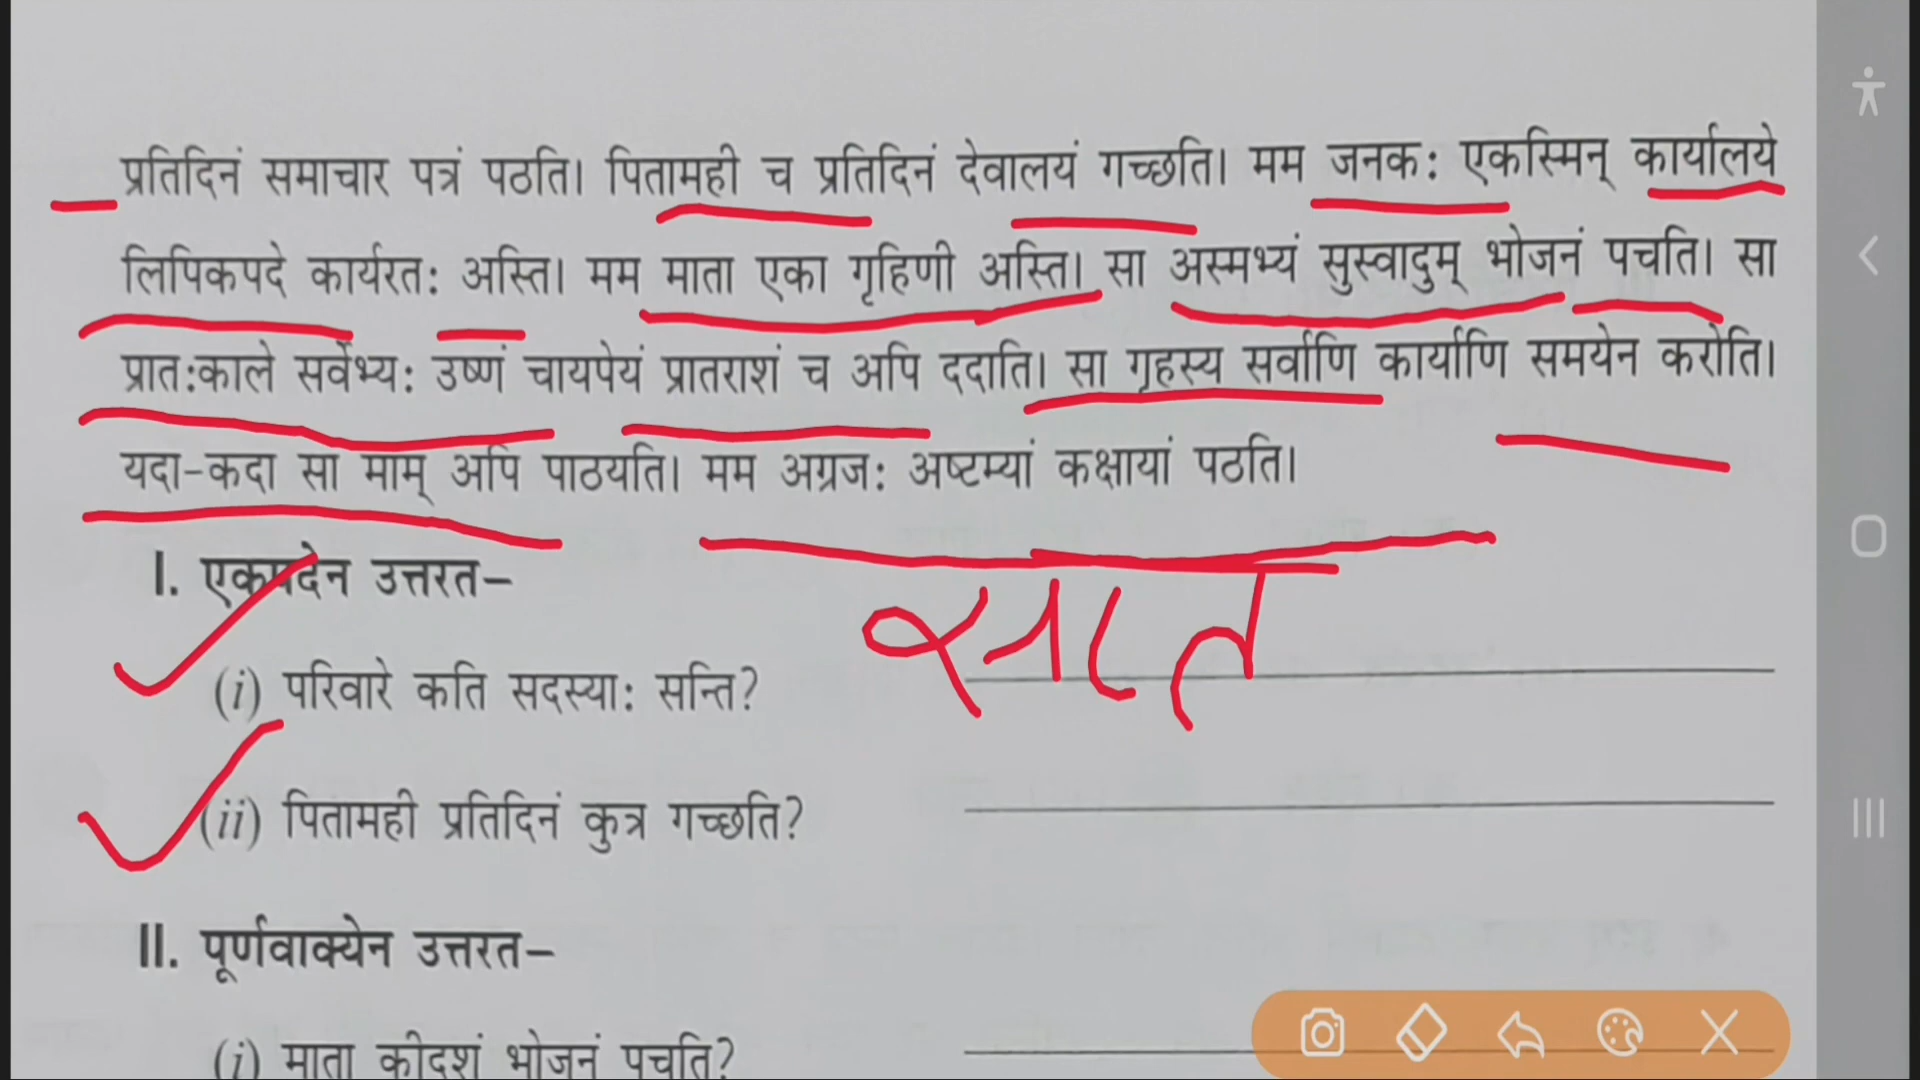 प्रतिदिनं समाचार पत्रं पठति। पितामही च प्रतिदिनं देवालयं गच्छति। मम जनकः एकस्मिन् कार्यालये
लिपिकपदे कार्यरतः अस्ति। मम माता एका गृहिणी अस्ति। सा अस्मभ्यं सुस्वादुम् भोजनं पचति। सा
प्रातःकाले सर्वेभ्यः उष्णं चायपेयं प्रातराशं च अपि ददाति। सा गृहस्य सर्वाणि कार्याणि समयेन करोति।
यदा-कदा सा माम् अपि पाठयति। मम अग्रजः अष्टम्यां कक्षायां पठति।
I. एकपदेन उत्तरत–
(i) परिवारे कति सदस्याः सन्ति?
(ii) पितामही प्रतिदिनं कुत्र गच्छति?
II. पूर्णवाक्येन उत्तरत–
(i) माता कीदृशं भोजनं पचति?